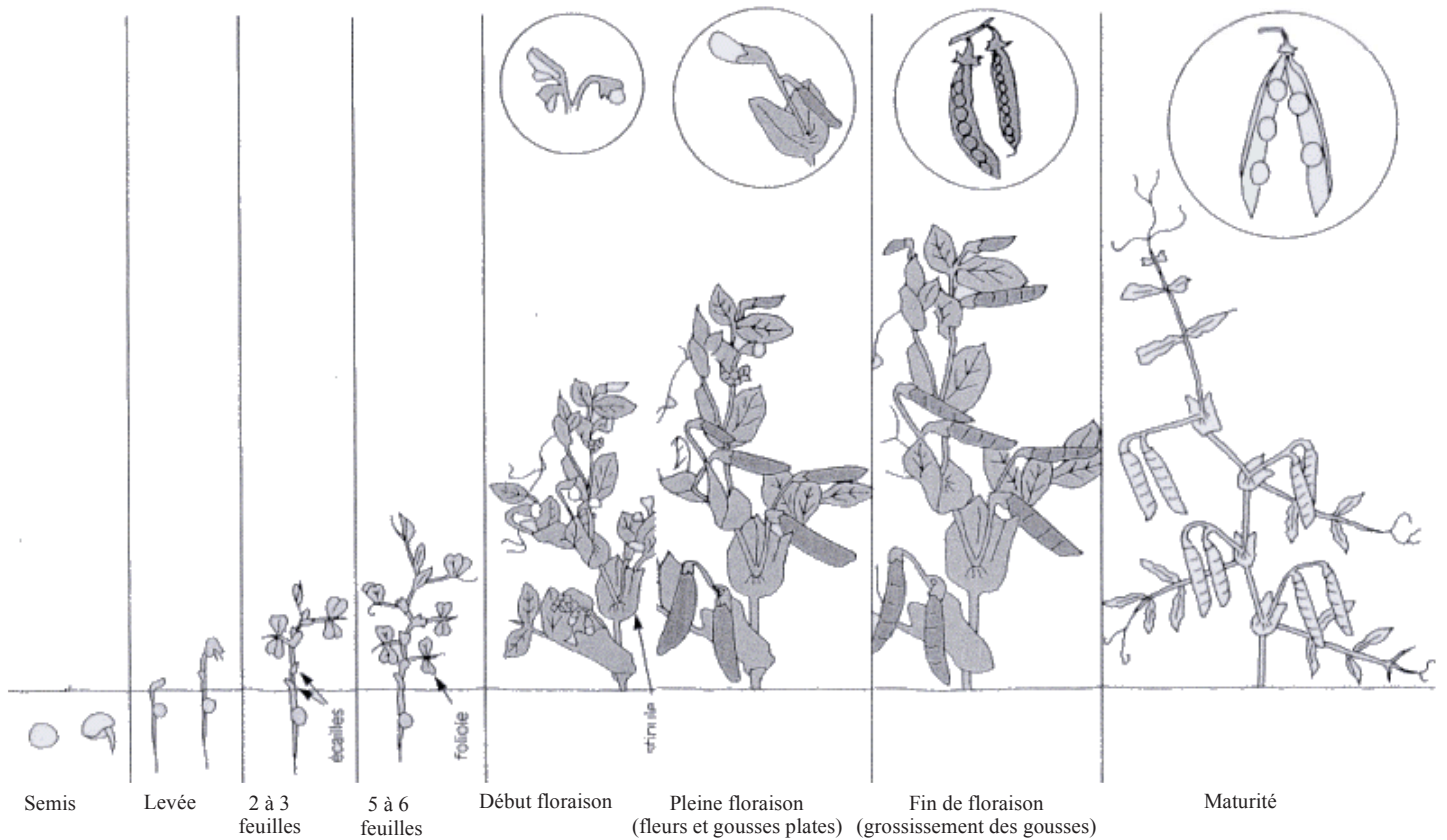 écailles
foliole
Semis
Levée
2 à 3
feuilles
5 à 6
feuilles
Début floraison
Pleine floraison
(fleurs et gousses plates)
Fin de floraison
(grossissement des gousses)
Maturité